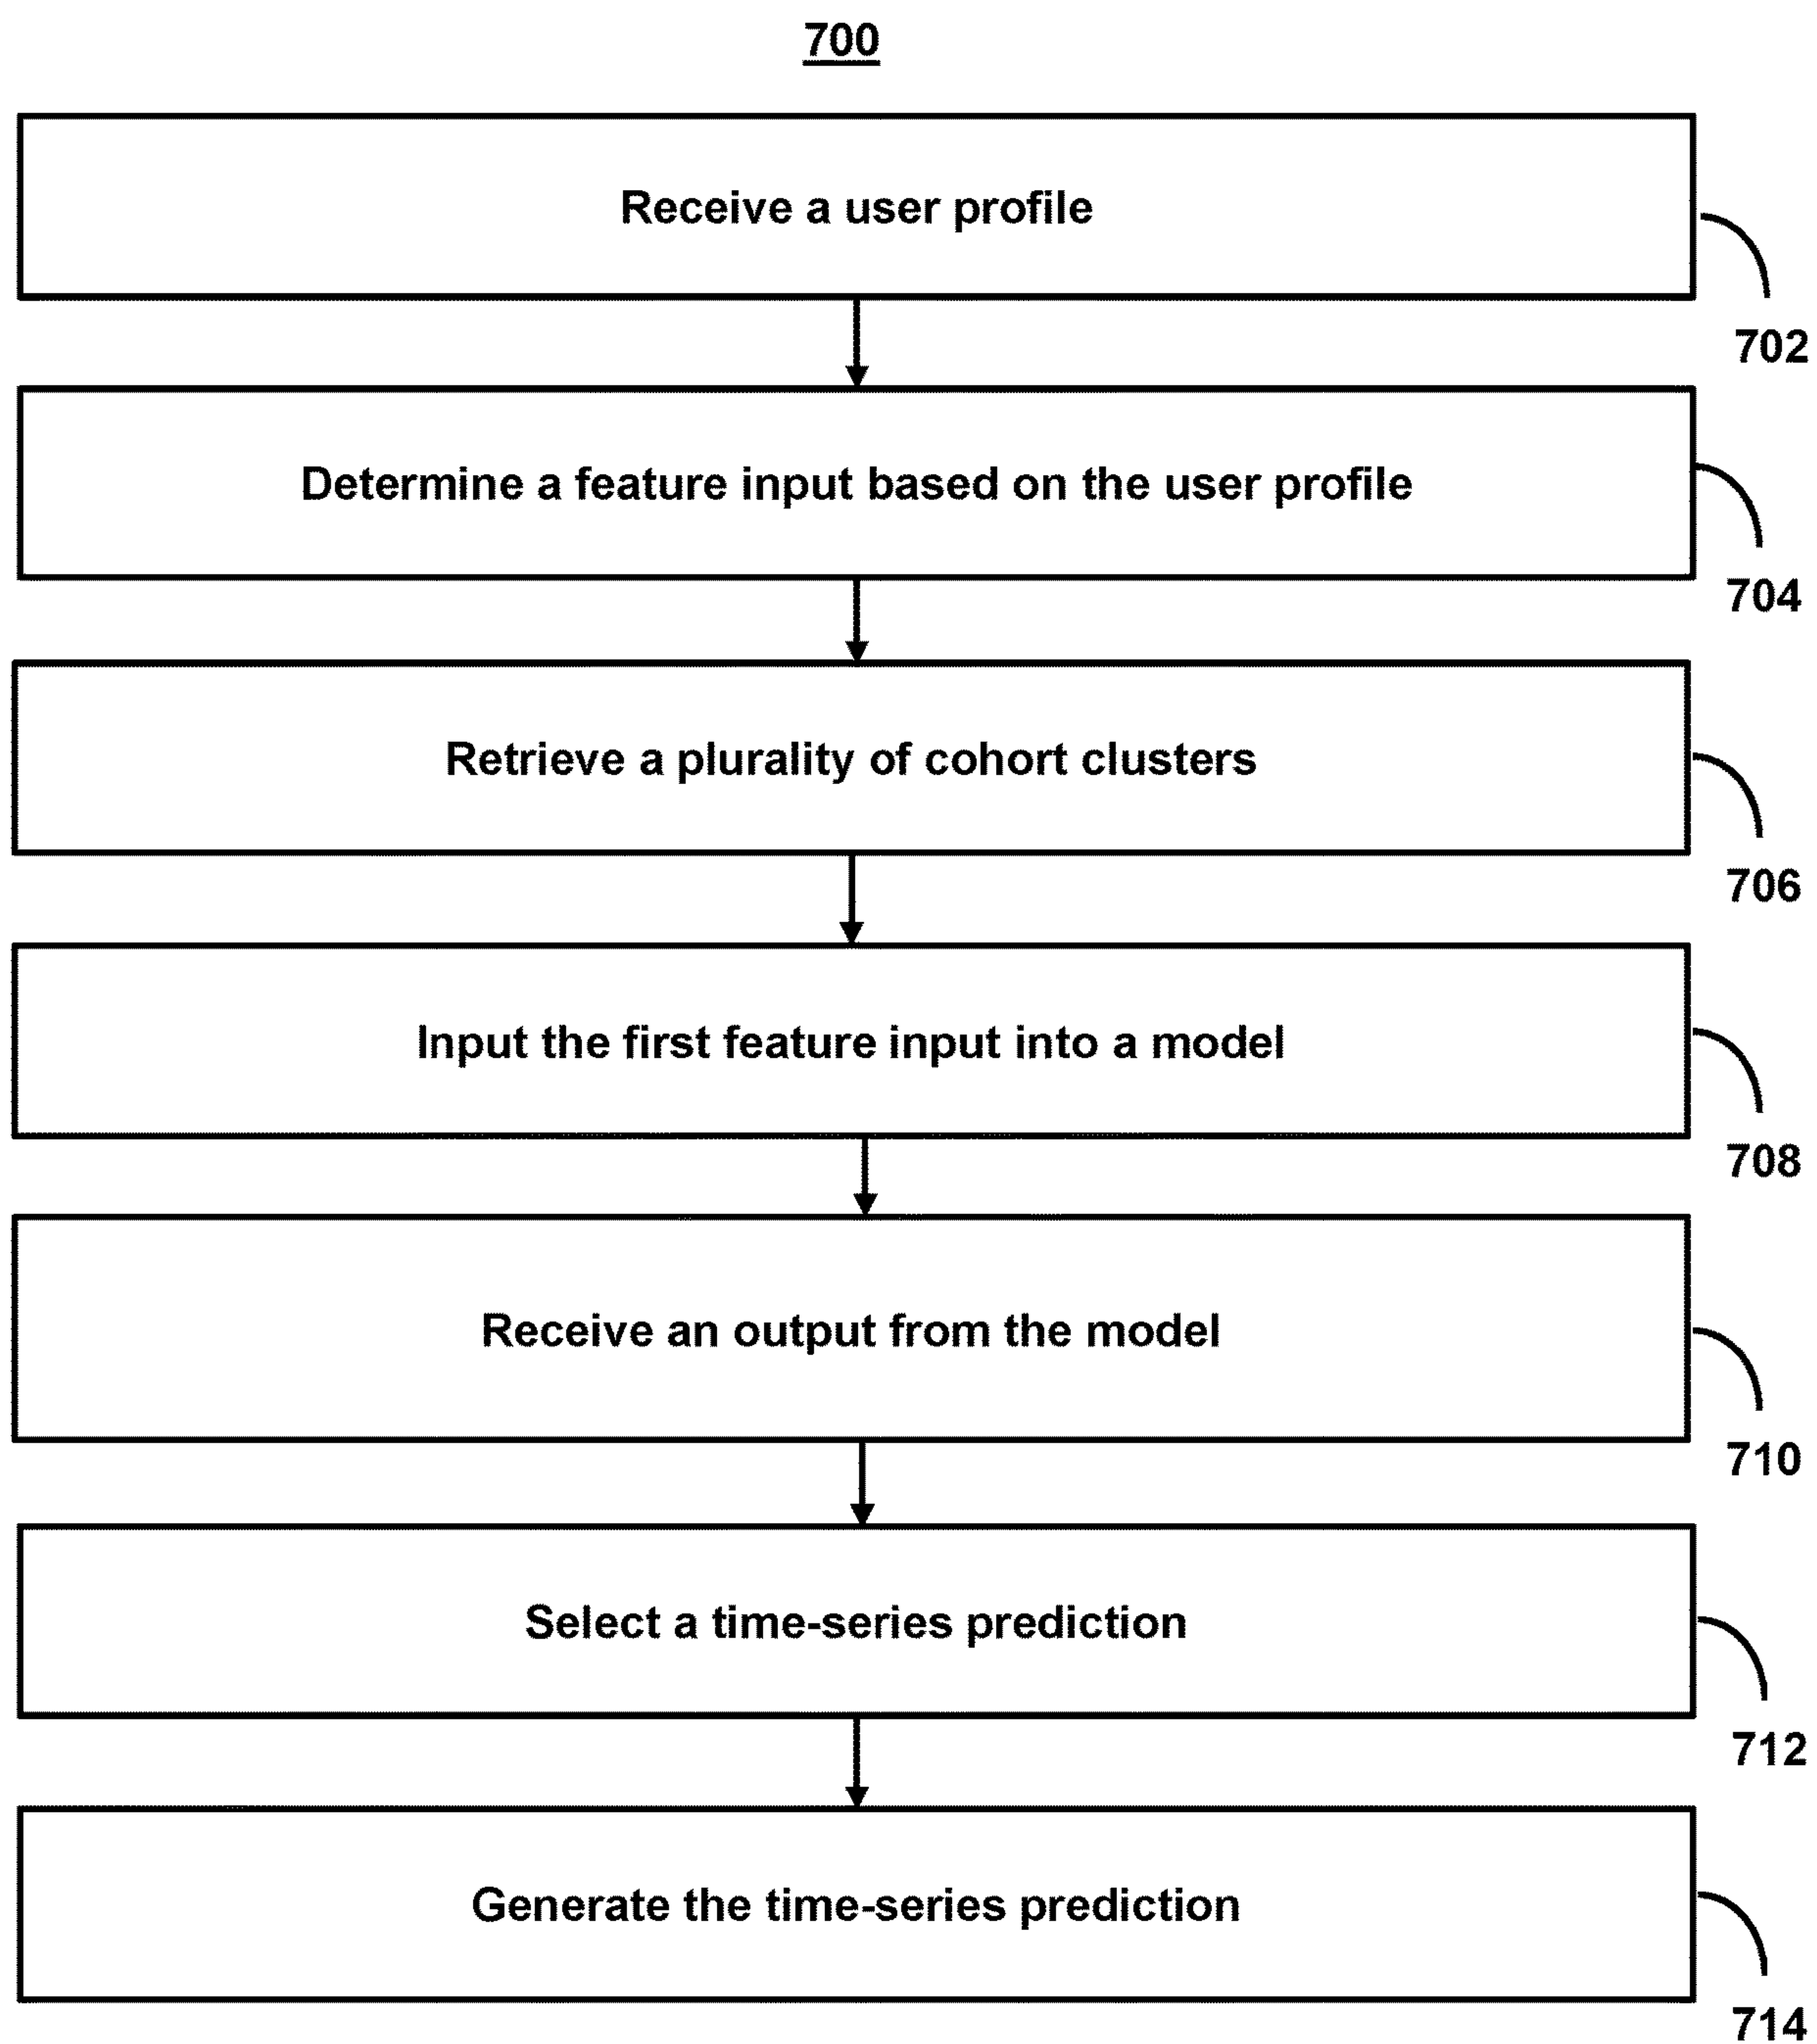 700
Receive a user profile
702
Determine a feature input based on the user profile
704
Retrieve a plurality of cohort clusters
706
Input the first feature input into a model
708
Receive an output from the model
710
Select a time-series prediction
712
Generate the time-series prediction
714